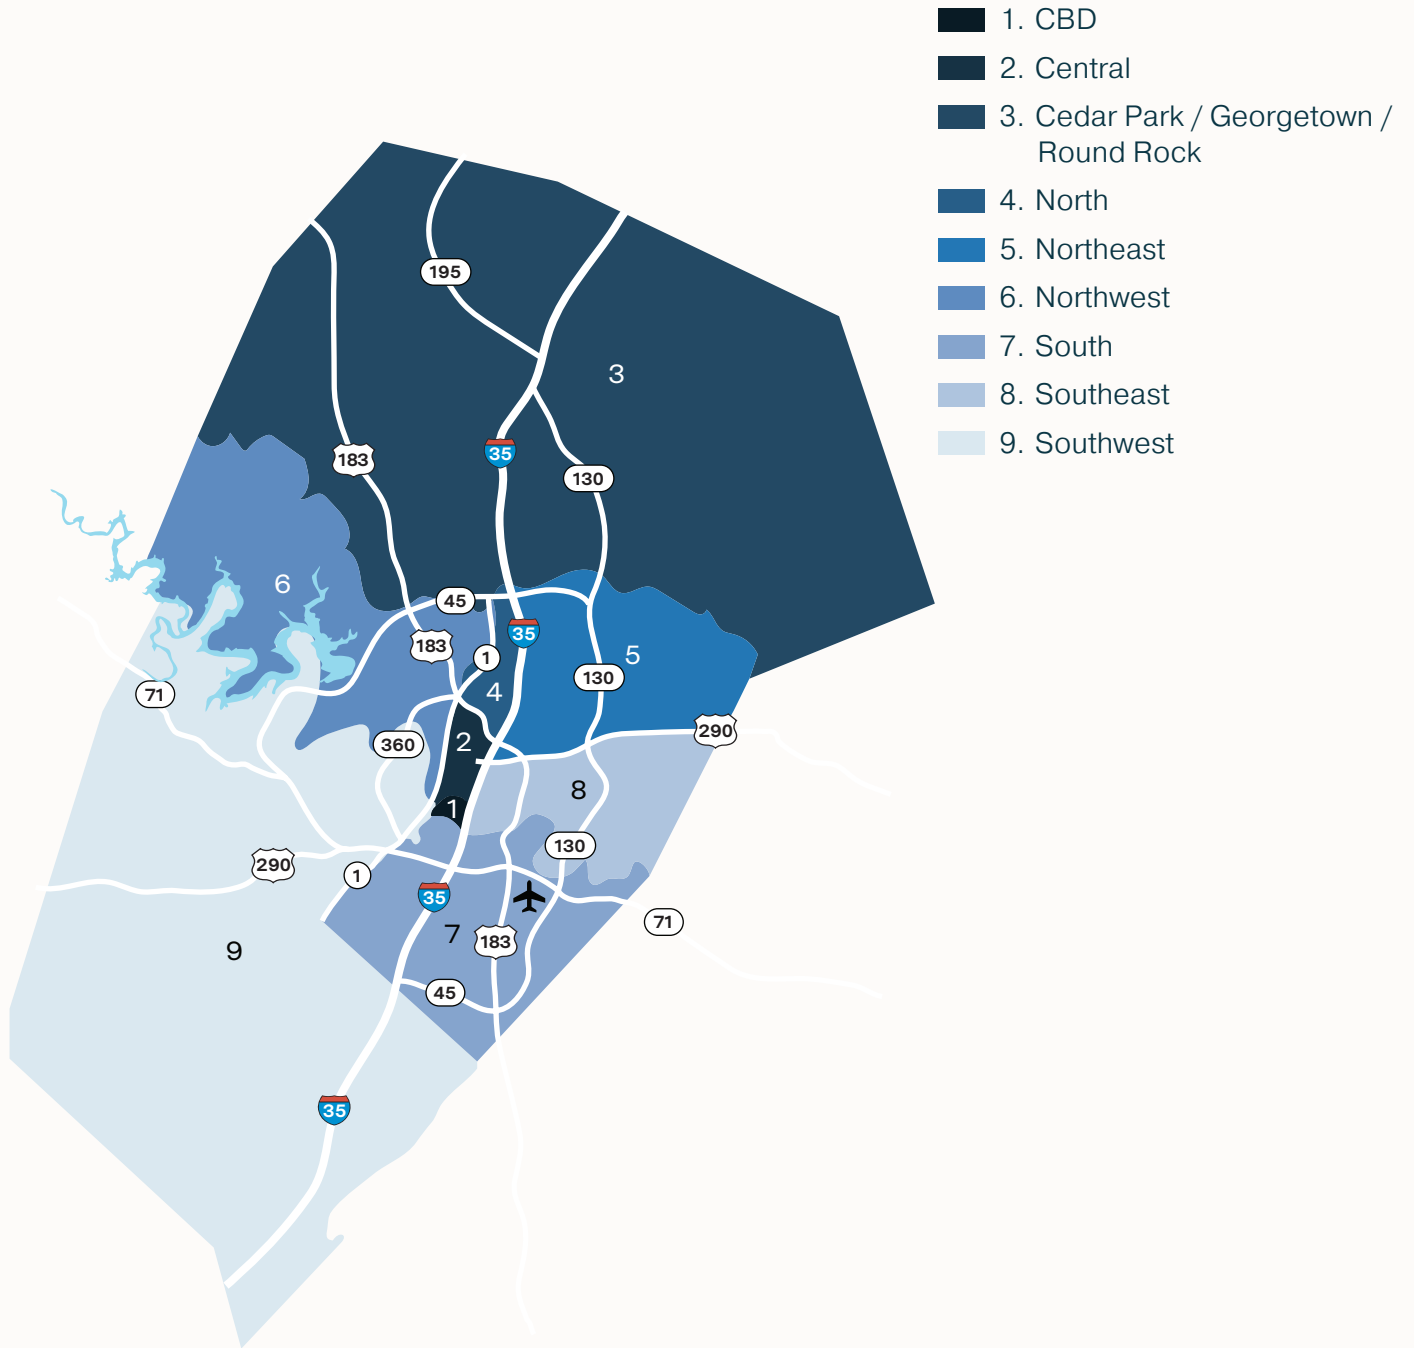 1. CBD
2. Central
3. Cedar Park / Georgetown /
Round Rock
4. North
5. Northeast
6. Northwest
7. South
8. Southeast
9. Southwest
195
3
183
35
130
6
45
35
183
1
5
130
4
71
290
360
2
8
1
130
290
1
35
71
7
183
9
45
35